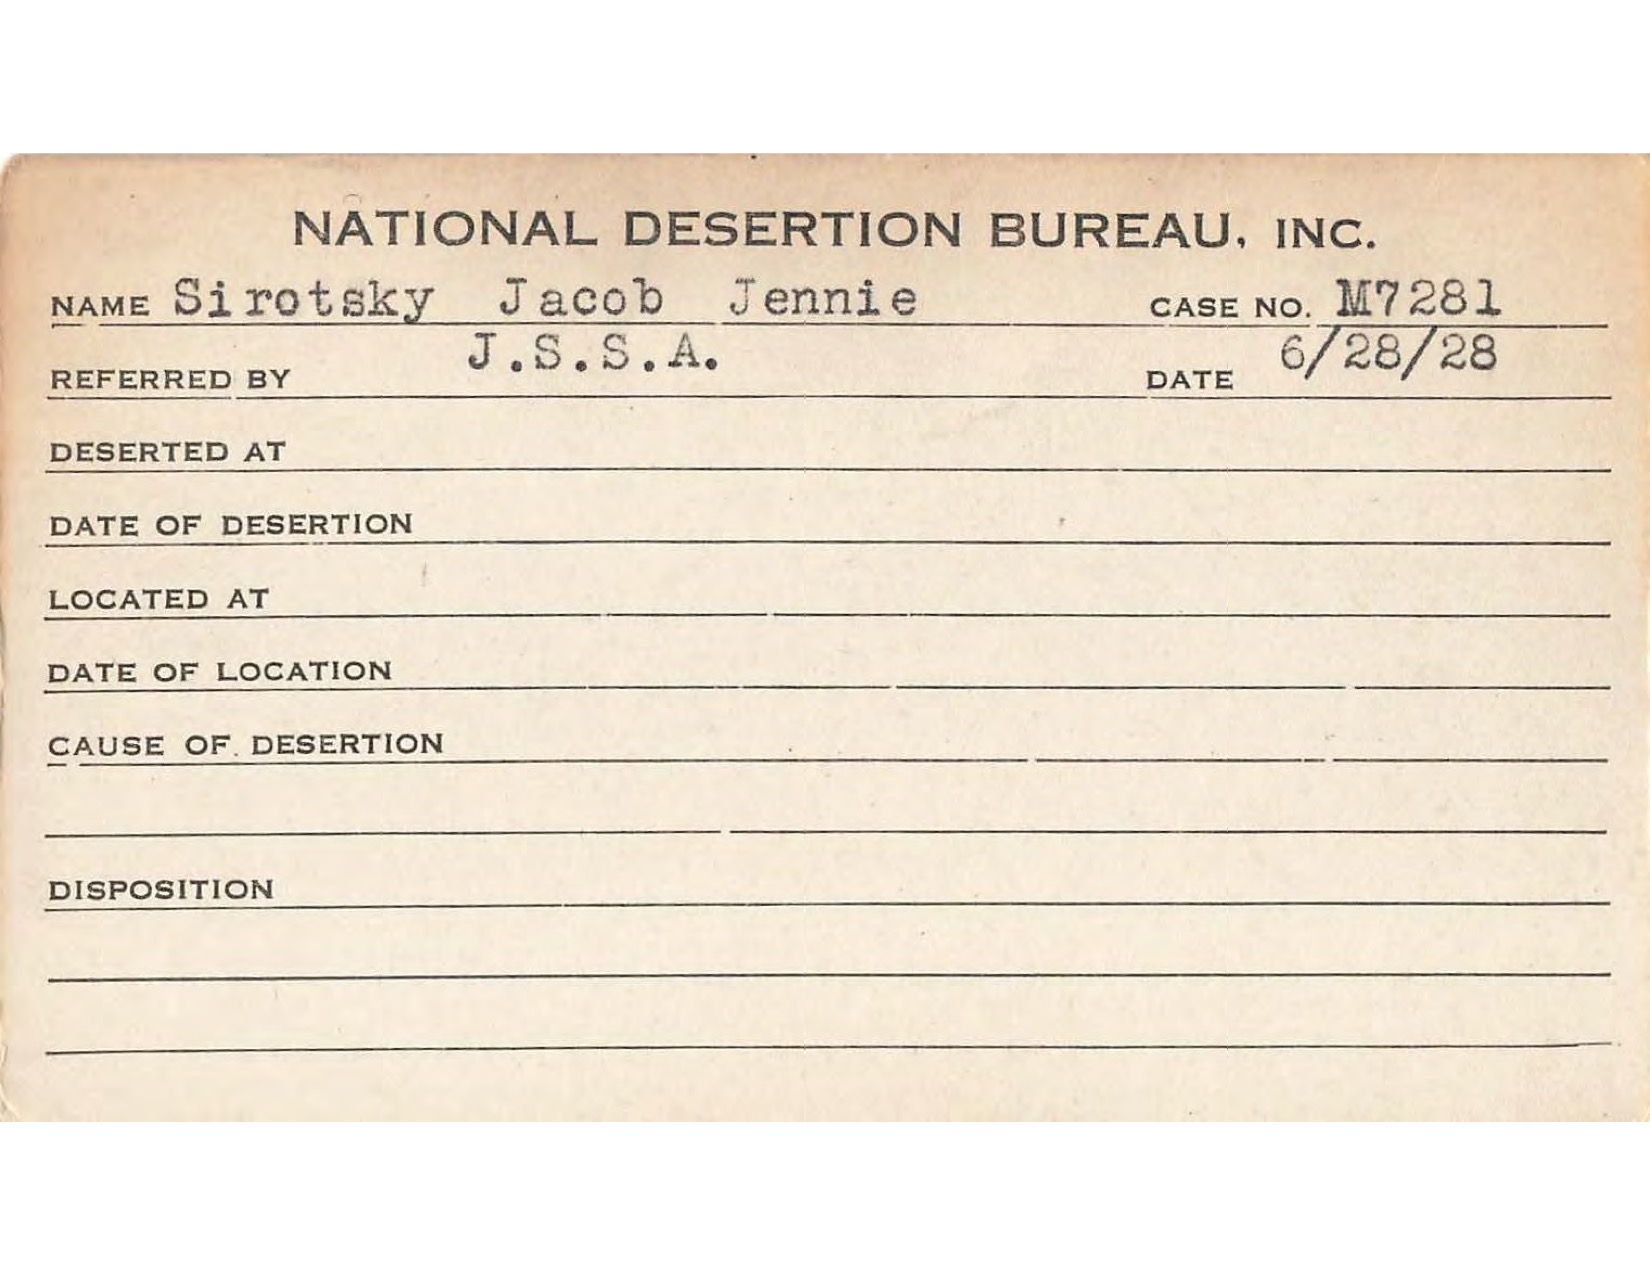 NATIONAL DESERTION BUREAU, INC.
NAME Sirotsky Jacob Jennie CASE NO. M7281
REFERRED BY J.S.S.A. DATE 6/28/28
DESERTED AT
DATE OF DESERTION
LOCATED AT
DATE OF LOCATION
CAUSE OF DESERTION
DISPOSITION